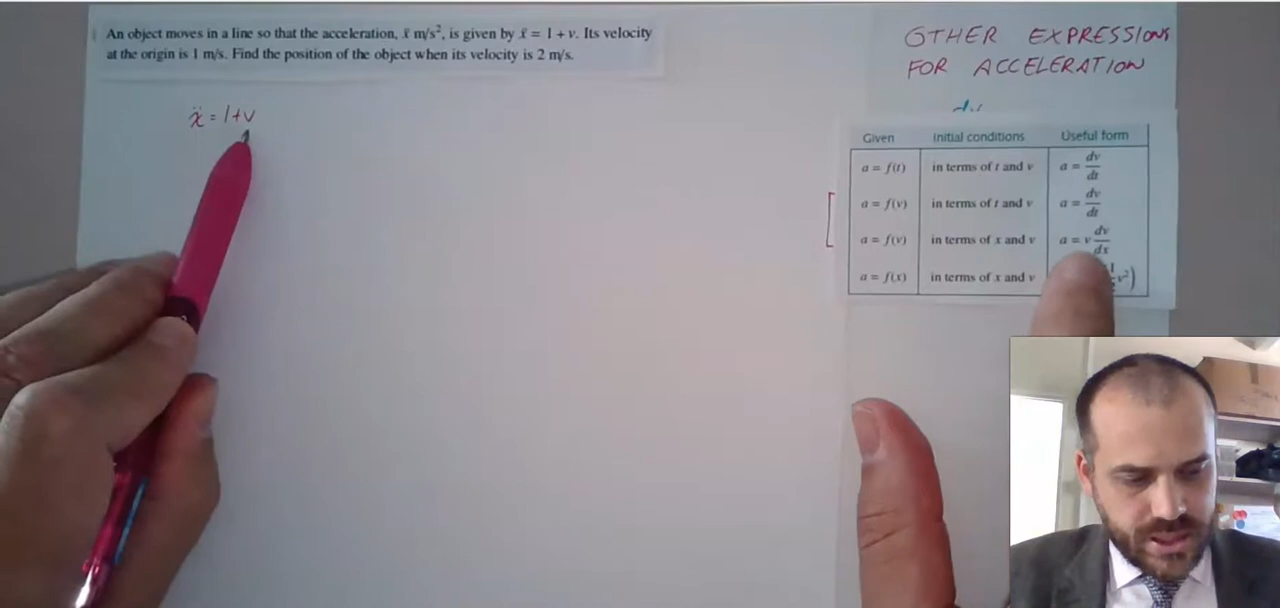 An object moves in a line so that the acceleration, ẍ m/s², is given by ẍ = 1 + v. Its velocity
at the origin is 1 m/s. Find the position of the object when its velocity is 2 m/s.
OTHER EXPRESSIONS
FOR ACCELERATION
ẍ = 1+v
Given Initial conditions Useful form
a = f(t) in terms of t and v a = dv/dt
a = f(v) in terms of t and v a = dv/dt
a = f(v) in terms of x and v a = v dv/dx
a = f(x) in terms of x and v v²)